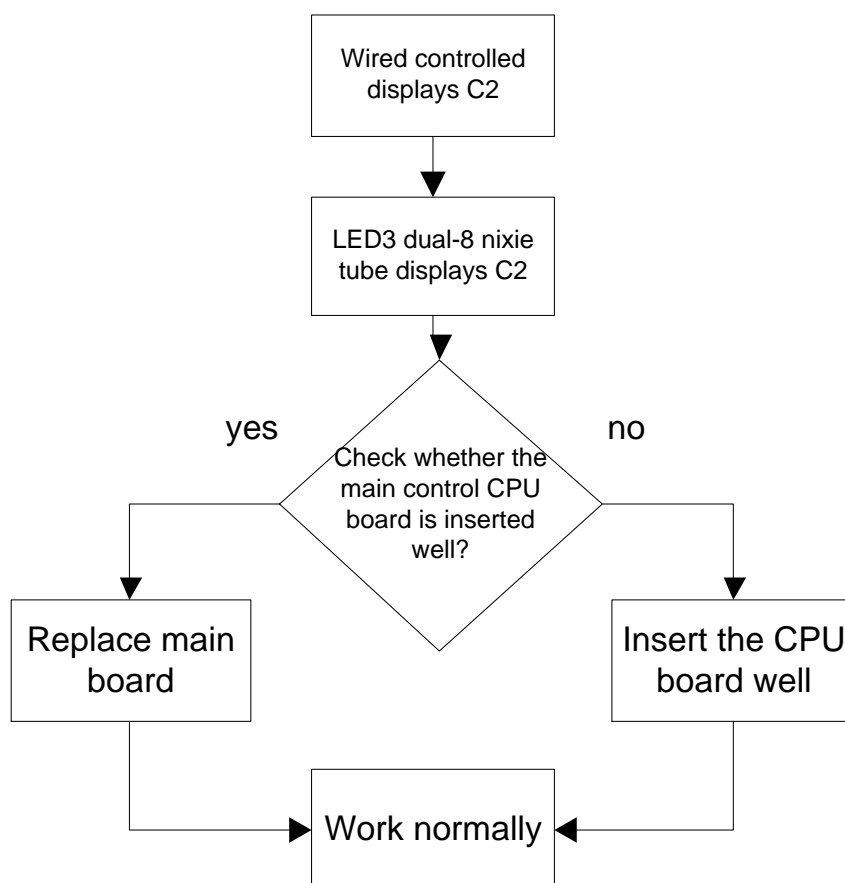 Wired controlled
displays C2
LED3 dual-8 nixie
tube displays C2
yes
no
Check whether the
main control CPU
board is inserted
well?
Replace main
board
Insert the CPU
board well
Work normally